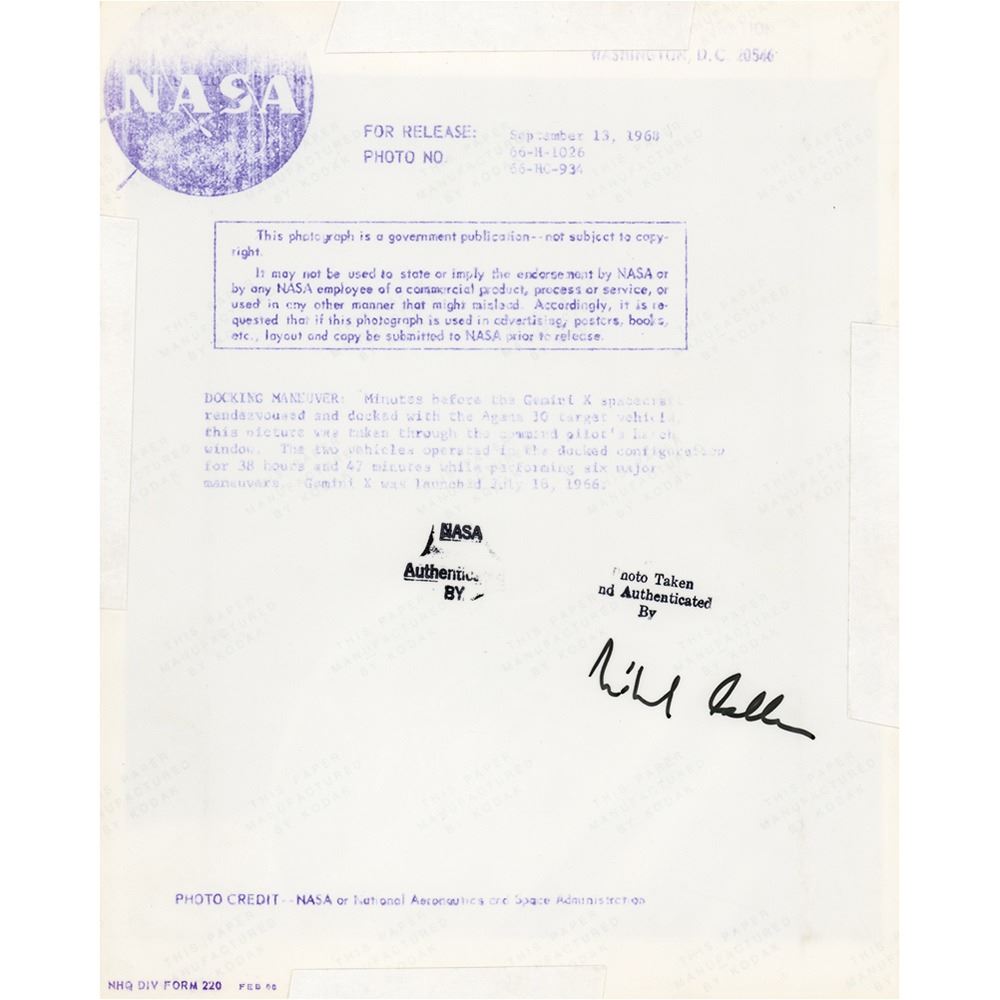 WASHINGTON, D.C. 20546
NASA
FOR RELEASE: September 13, 1968
PHOTO NO. 66-H-1026
66-HC-934
This photograph is a government publication--not subject to copy-
right.
It may not be used to state or imply the endorsement by NASA or
by any NASA employee of a commercial product, process or service, or
used in any other manner that might mislead. Accordingly, it is re-
quested that if this photograph is used in advertising, posters, books,
etc., layout and copy be submitted to NASA prior to release.
DOCKING MANEUVER: Minutes before the Gemini X spacecraft
rendezvoused and docked with the Agena 10 target vehicle,
this picture was taken through the command pilot's hatch
window. The two vehicles operated in the docked configuration
for 38 hours and 47 minutes while performing six major
maneuvers. Gemini X was launched July 18, 1966.
NASA
Authentic
BY
hoto Taken
nd Authenticated
By
PHOTO CREDIT--NASA or National Aeronautics and Space Administration
NHQ DIV FORM 220 FEB 66
THIS PAPER
MANUFACTURED
BY KODAK